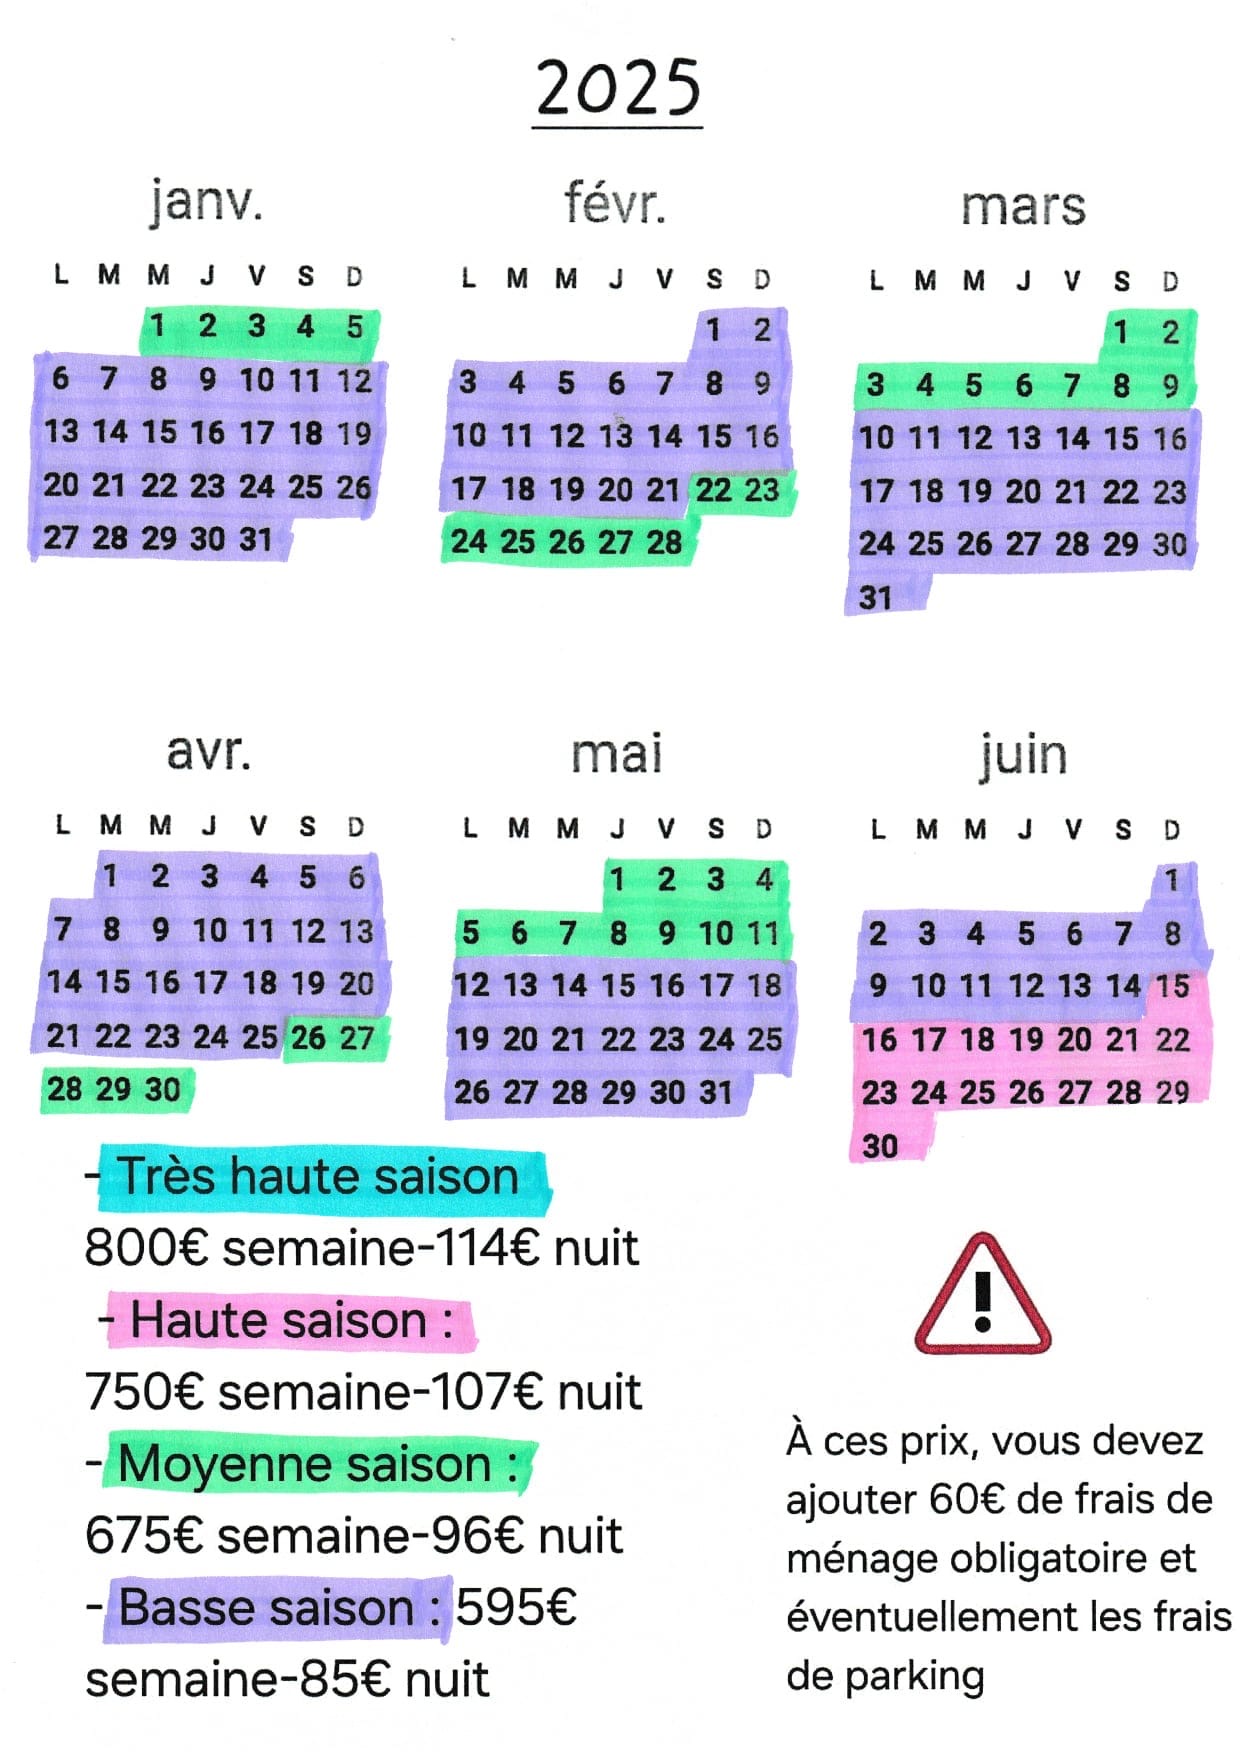 2025
janv.
L M M J V S D
1 2 3 4 5
6 7 8 9 10 11 12
13 14 15 16 17 18 19
20 21 22 23 24 25 26
27 28 29 30 31
févr.
L M M J V S D
1 2
3 4 5 6 7 8 9
10 11 12 13 14 15 16
17 18 19 20 21 22 23
24 25 26 27 28
mars
L M M J V S D
1 2
3 4 5 6 7 8 9
10 11 12 13 14 15 16
17 18 19 20 21 22 23
24 25 26 27 28 29 30
31
avr.
L M M J V S D
1 2 3 4 5 6
7 8 9 10 11 12 13
14 15 16 17 18 19 20
21 22 23 24 25 26 27
28 29 30
mai
L M M J V S D
1 2 3 4
5 6 7 8 9 10 11
12 13 14 15 16 17 18
19 20 21 22 23 24 25
26 27 28 29 30 31
juin
L M M J V S D
1
2 3 4 5 6 7 8
9 10 11 12 13 14 15
16 17 18 19 20 21 22
23 24 25 26 27 28 29
30
- Très haute saison
800€ semaine-114€ nuit
- Haute saison :
750€ semaine-107€ nuit
- Moyenne saison :
675€ semaine-96€ nuit
- Basse saison : 595€
semaine-85€ nuit
À ces prix, vous devez
ajouter 60€ de frais de
ménage obligatoire et
éventuellement les frais
de parking